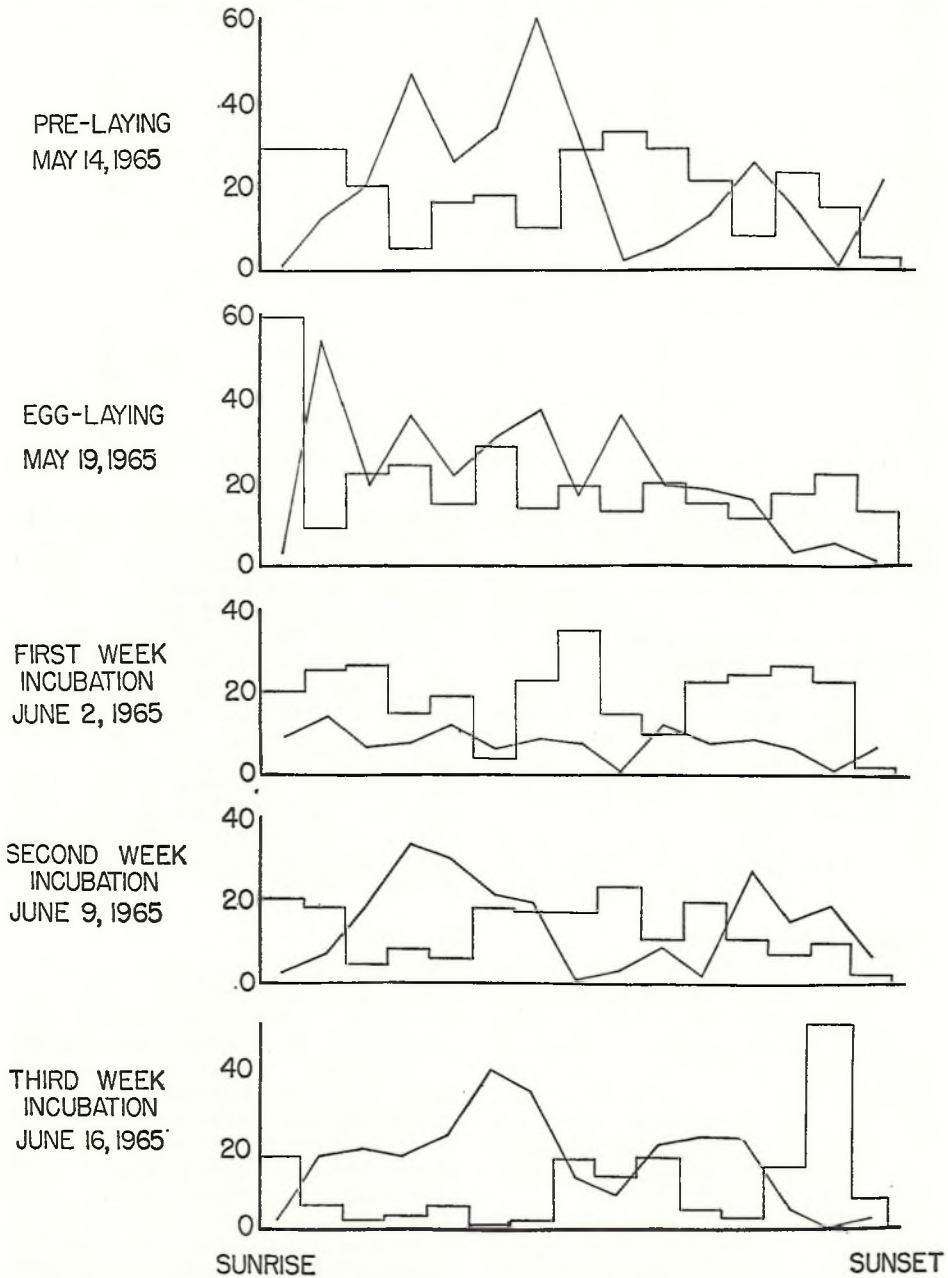 60
40
20
0
PRE-LAYING
MAY 14, 1965
60
40
20
0
EGG-LAYING
MAY 19, 1965
40
20
0
FIRST WEEK
INCUBATION
JUNE 2, 1965
40
20
0
SECOND WEEK
INCUBATION
JUNE 9, 1965
40
20
0
THIRD WEEK
INCUBATION
JUNE 16, 1965
SUNRISE SUNSET